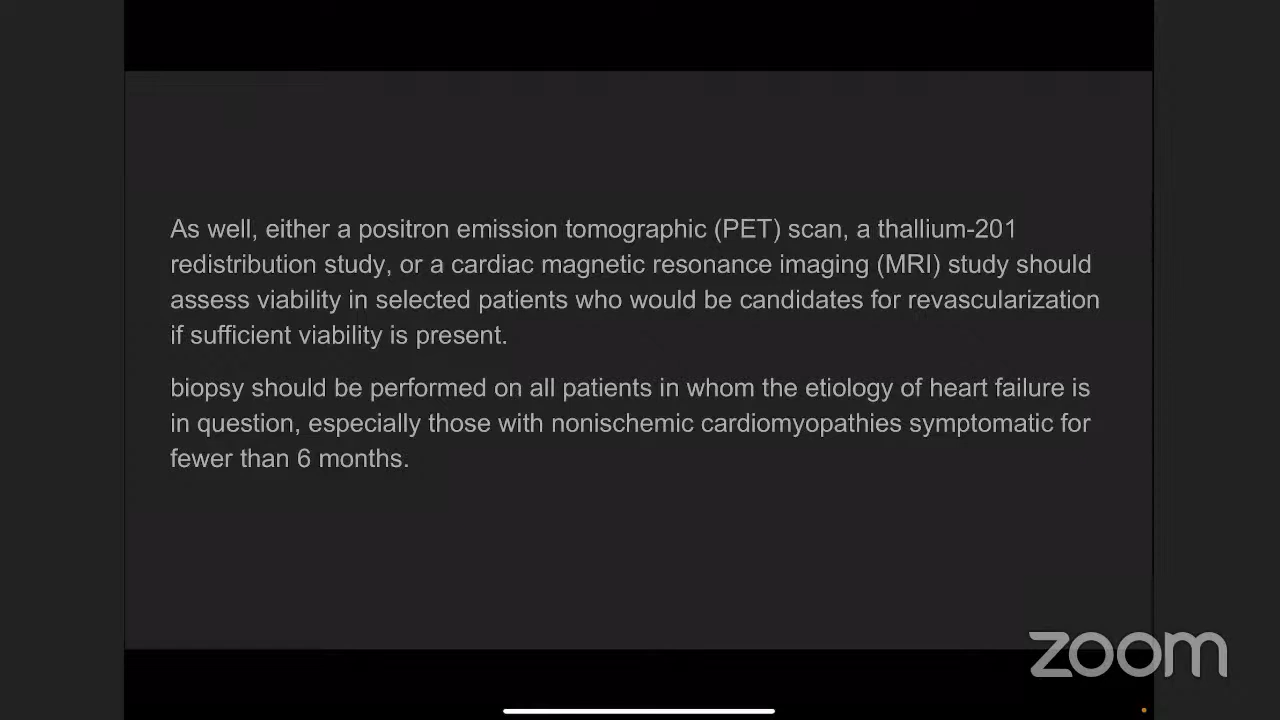 As well, either a positron emission tomographic (PET) scan, a thallium-201
redistribution study, or a cardiac magnetic resonance imaging (MRI) study should
assess viability in selected patients who would be candidates for revascularization
if sufficient viability is present.
biopsy should be performed on all patients in whom the etiology of heart failure is
in question, especially those with nonischemic cardiomyopathies symptomatic for
fewer than 6 months.
zoom